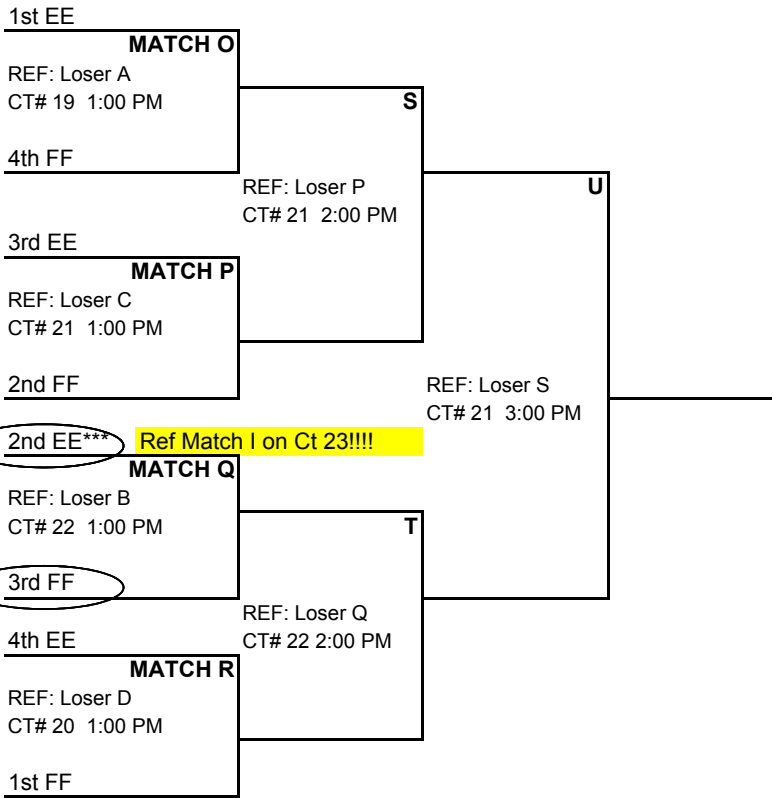 1st EE
MATCH O
REF: Loser A
CT# 19 1:00 PM
S
4th FF
REF: Loser P
CT# 21 2:00 PM
U
3rd EE
MATCH P
REF: Loser C
CT# 21 1:00 PM
2nd FF
REF: Loser S
CT# 21 3:00 PM
2nd EE*** Ref Match I on Ct 23!!!!
MATCH Q
REF: Loser B
CT# 22 1:00 PM
T
3rd FF
REF: Loser Q
CT# 22 2:00 PM
4th EE
MATCH R
REF: Loser D
CT# 20 1:00 PM
1st FF